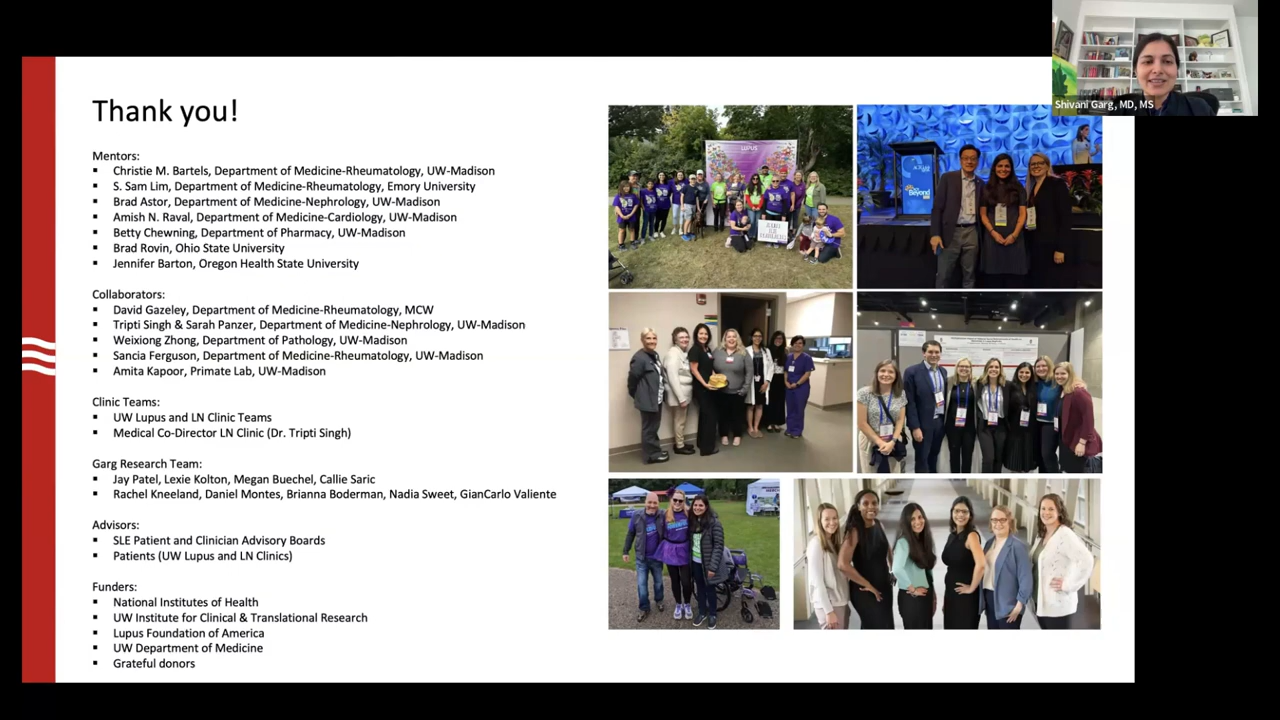 Thank you!
Mentors:
▪ Christie M. Bartels, Department of Medicine-Rheumatology, UW-Madison
▪ S. Sam Lim, Department of Medicine-Rheumatology, Emory University
▪ Brad Astor, Department of Medicine-Nephrology, UW-Madison
▪ Amish N. Raval, Department of Medicine-Cardiology, UW-Madison
▪ Betty Chewning, Department of Pharmacy, UW-Madison
▪ Brad Rovin, Ohio State University
▪ Jennifer Barton, Oregon Health State University
Collaborators:
▪ David Gazeley, Department of Medicine-Rheumatology, MCW
▪ Tripti Singh & Sarah Panzer, Department of Medicine-Nephrology, UW-Madison
▪ Weixiong Zhong, Department of Pathology, UW-Madison
▪ Sancia Ferguson, Department of Medicine-Rheumatology, UW-Madison
▪ Amita Kapoor, Primate Lab, UW-Madison
Clinic Teams:
▪ UW Lupus and LN Clinic Teams
▪ Medical Co-Director LN Clinic (Dr. Tripti Singh)
Garg Research Team:
▪ Jay Patel, Lexie Kolton, Megan Buechel, Callie Saric
▪ Rachel Kneeland, Daniel Montes, Brianna Boderman, Nadia Sweet, GianCarlo Valiente
Advisors:
▪ SLE Patient and Clinician Advisory Boards
▪ Patients (UW Lupus and LN Clinics)
Funders:
▪ National Institutes of Health
▪ UW Institute for Clinical & Translational Research
▪ Lupus Foundation of America
▪ UW Department of Medicine
▪ Grateful donors
LUPUS
Beyond
Shivani Garg, MD, MS